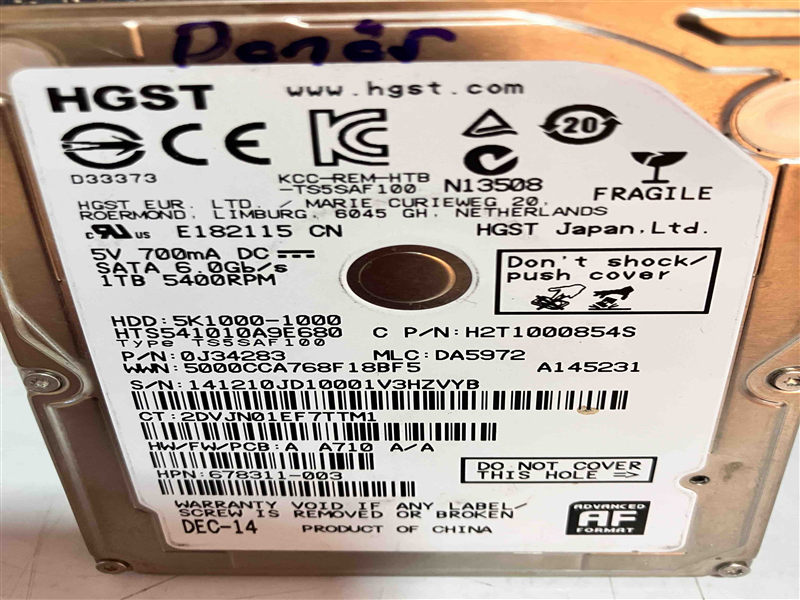 Donör
HGST
www.hgst.com
20
D33373
KCC-REM-HTB
-TS5SAF100
N13508
FRAGILE
HGST EUR. LTD. / MARIE CURIEWEG 20,
ROERMOND, LIMBURG, 6045 GH, NETHERLANDS
c RU us E182115 CN
HGST Japan,Ltd.
5V 700mA DC
SATA 6.0Gb/s
1TB 5400RPM
Don't shock/
push cover
HDD:5K1000-1000
HTS541010A9E680 C P/N:H2T1000854S
Type TS5SAF100
P/N:0J34283 MLC:DA5972
WWN:5000CCA768F18BF5 A145231
S/N:141210JD10001V3HZVYB
CT:2DVJN01EF7TTM1
HW/FW/PCB:A A710 A/A
HPN:678311-003
DO NOT COVER
THIS HOLE =>
WARRANTY VOID IF ANY LABEL/
SCREW IS REMOVED OR BROKEN
DEC-14 PRODUCT OF CHINA
ADVANCED
AF
FORMAT